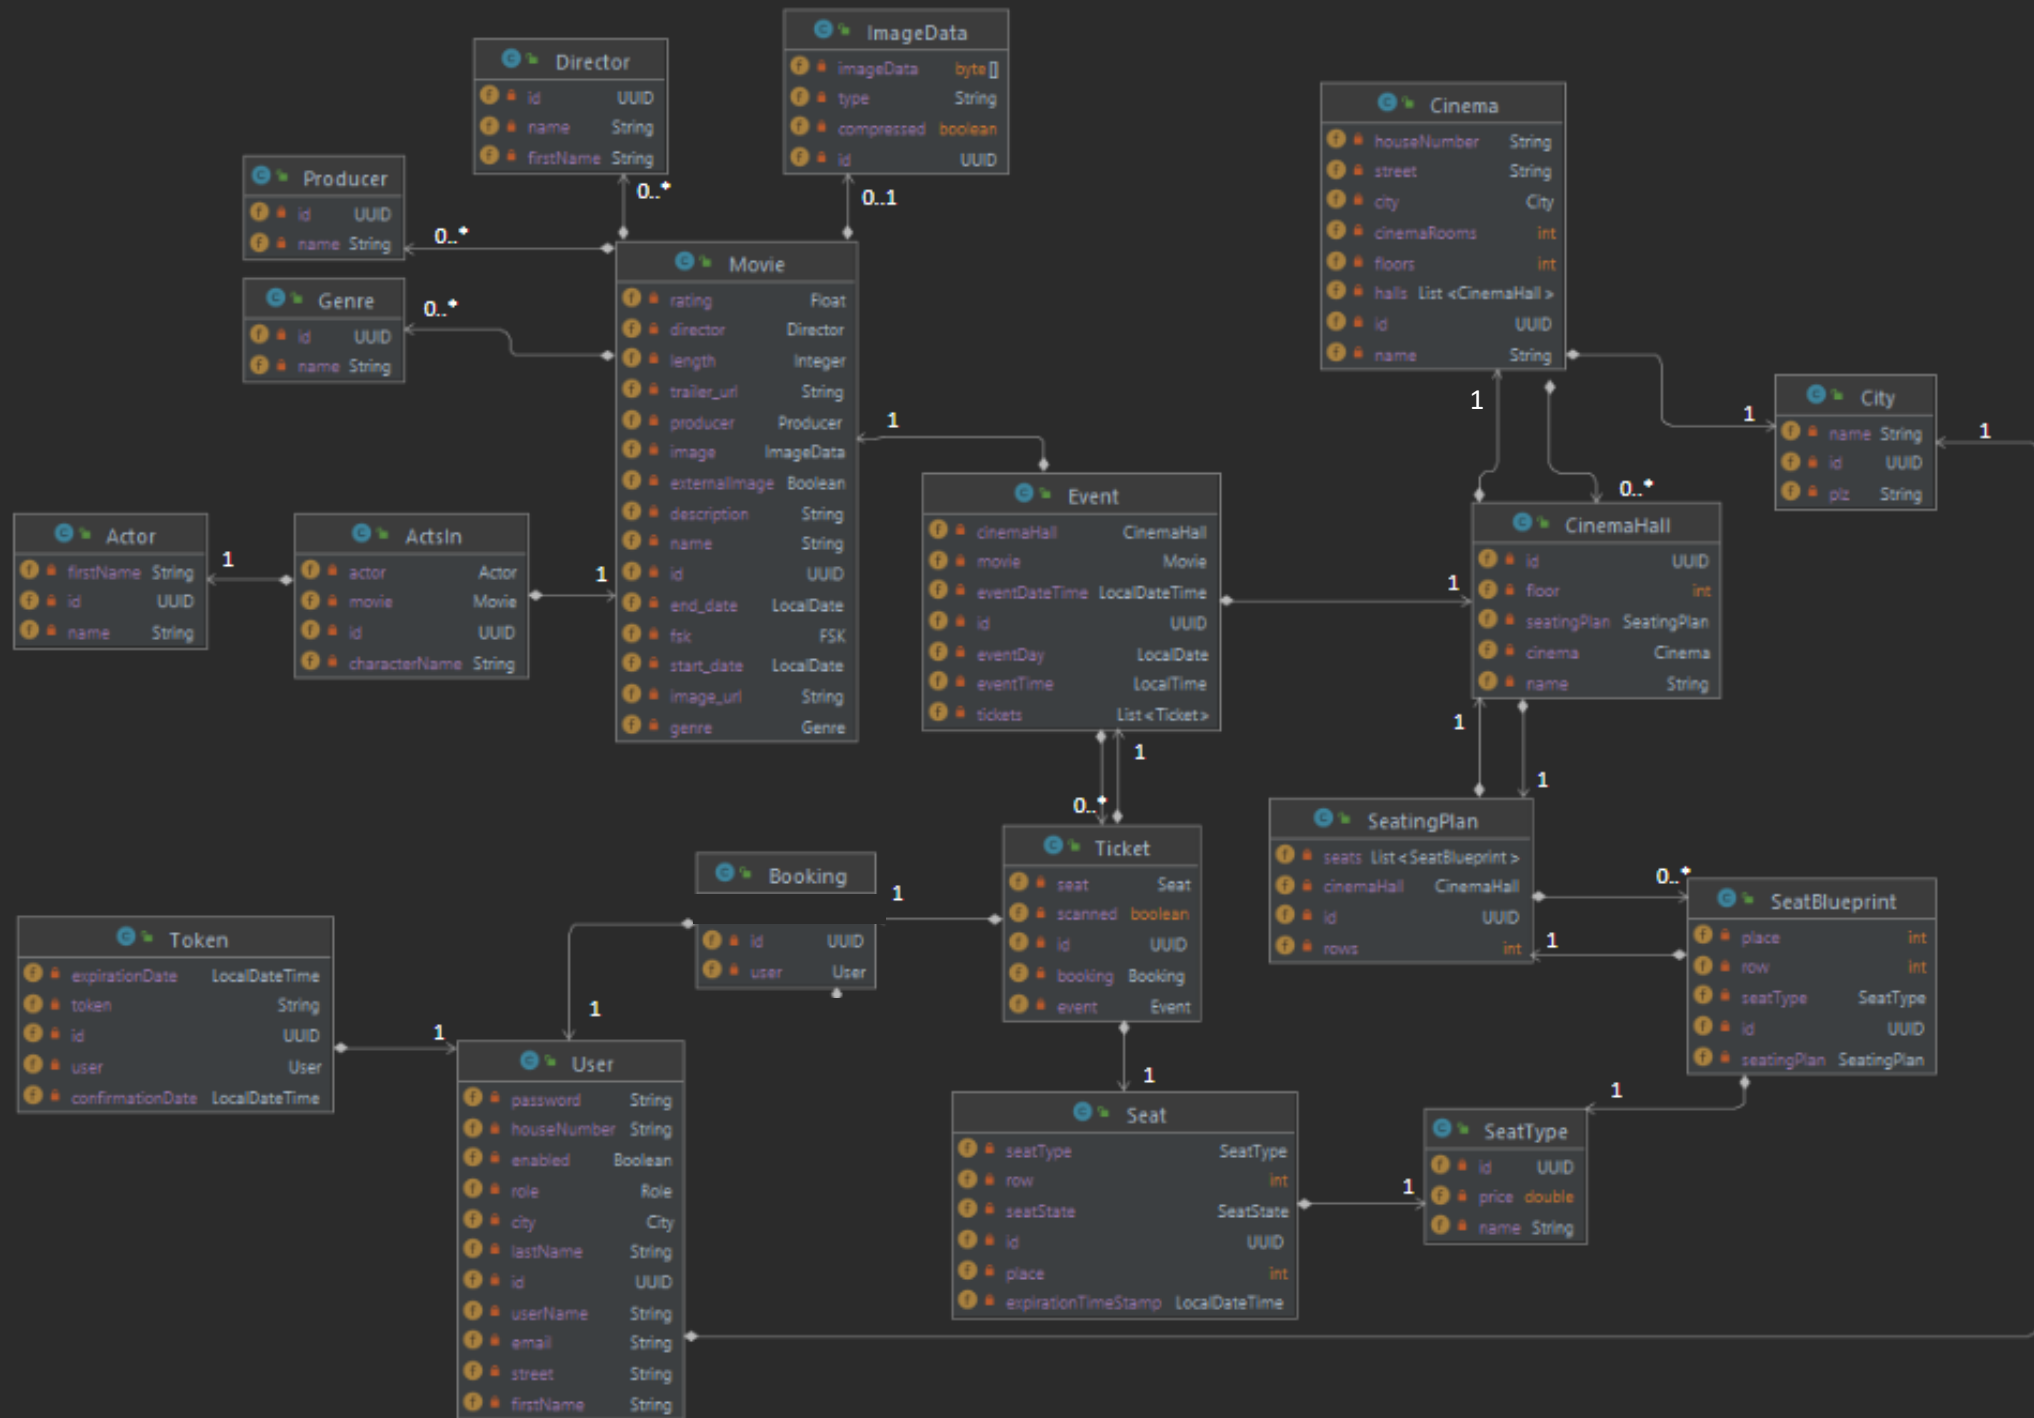 ImageData
imageData byte[]
type String
compressed boolean
id UUID
Director
id UUID
name String
firstName String
0..*
0..1
Producer
id UUID
name String
0..*
Genre
id UUID
name String
0..*
Movie
rating Float
director Director
length Integer
trailer_url String
producer Producer
image ImageData
externalImage Boolean
description String
name String
id UUID
end_date LocalDate
fsk FSK
start_date LocalDate
image_url String
genre Genre
Actor
firstName String
id UUID
name String
1
ActsIn
actor Actor
movie Movie
id UUID
characterName String
1
1
Event
cinemaHall CinemaHall
movie Movie
eventDateTime LocalDateTime
id UUID
eventDay LocalDate
eventTime LocalTime
tickets List<Ticket>
1
Cinema
houseNumber String
street String
city City
cinemaRooms int
floors int
halls List <CinemaHall>
id UUID
name String
1
0..*
1
City
name String
id UUID
plz String
1
CinemaHall
id UUID
floor int
seatingPlan SeatingPlan
cinema Cinema
name String
1
1
1
0..*
SeatingPlan
seats List<SeatBlueprint>
cinemaHall CinemaHall
id UUID
rows int
0..*
1
SeatBlueprint
place int
row int
seatType SeatType
id UUID
seatingPlan SeatingPlan
1
Ticket
seat Seat
scanned boolean
id UUID
booking Booking
event Event
1
Booking
id UUID
user User
1
Token
expirationDate LocalDateTime
token String
id UUID
user User
confirmationDate LocalDateTime
1
User
password String
houseNumber String
enabled Boolean
role Role
city City
lastName String
id UUID
userName String
email String
street String
firstName String
1
Seat
seatType SeatType
row int
seatState SeatState
id UUID
place int
expirationTimeStamp LocalDateTime
1
SeatType
id UUID
price double
name String